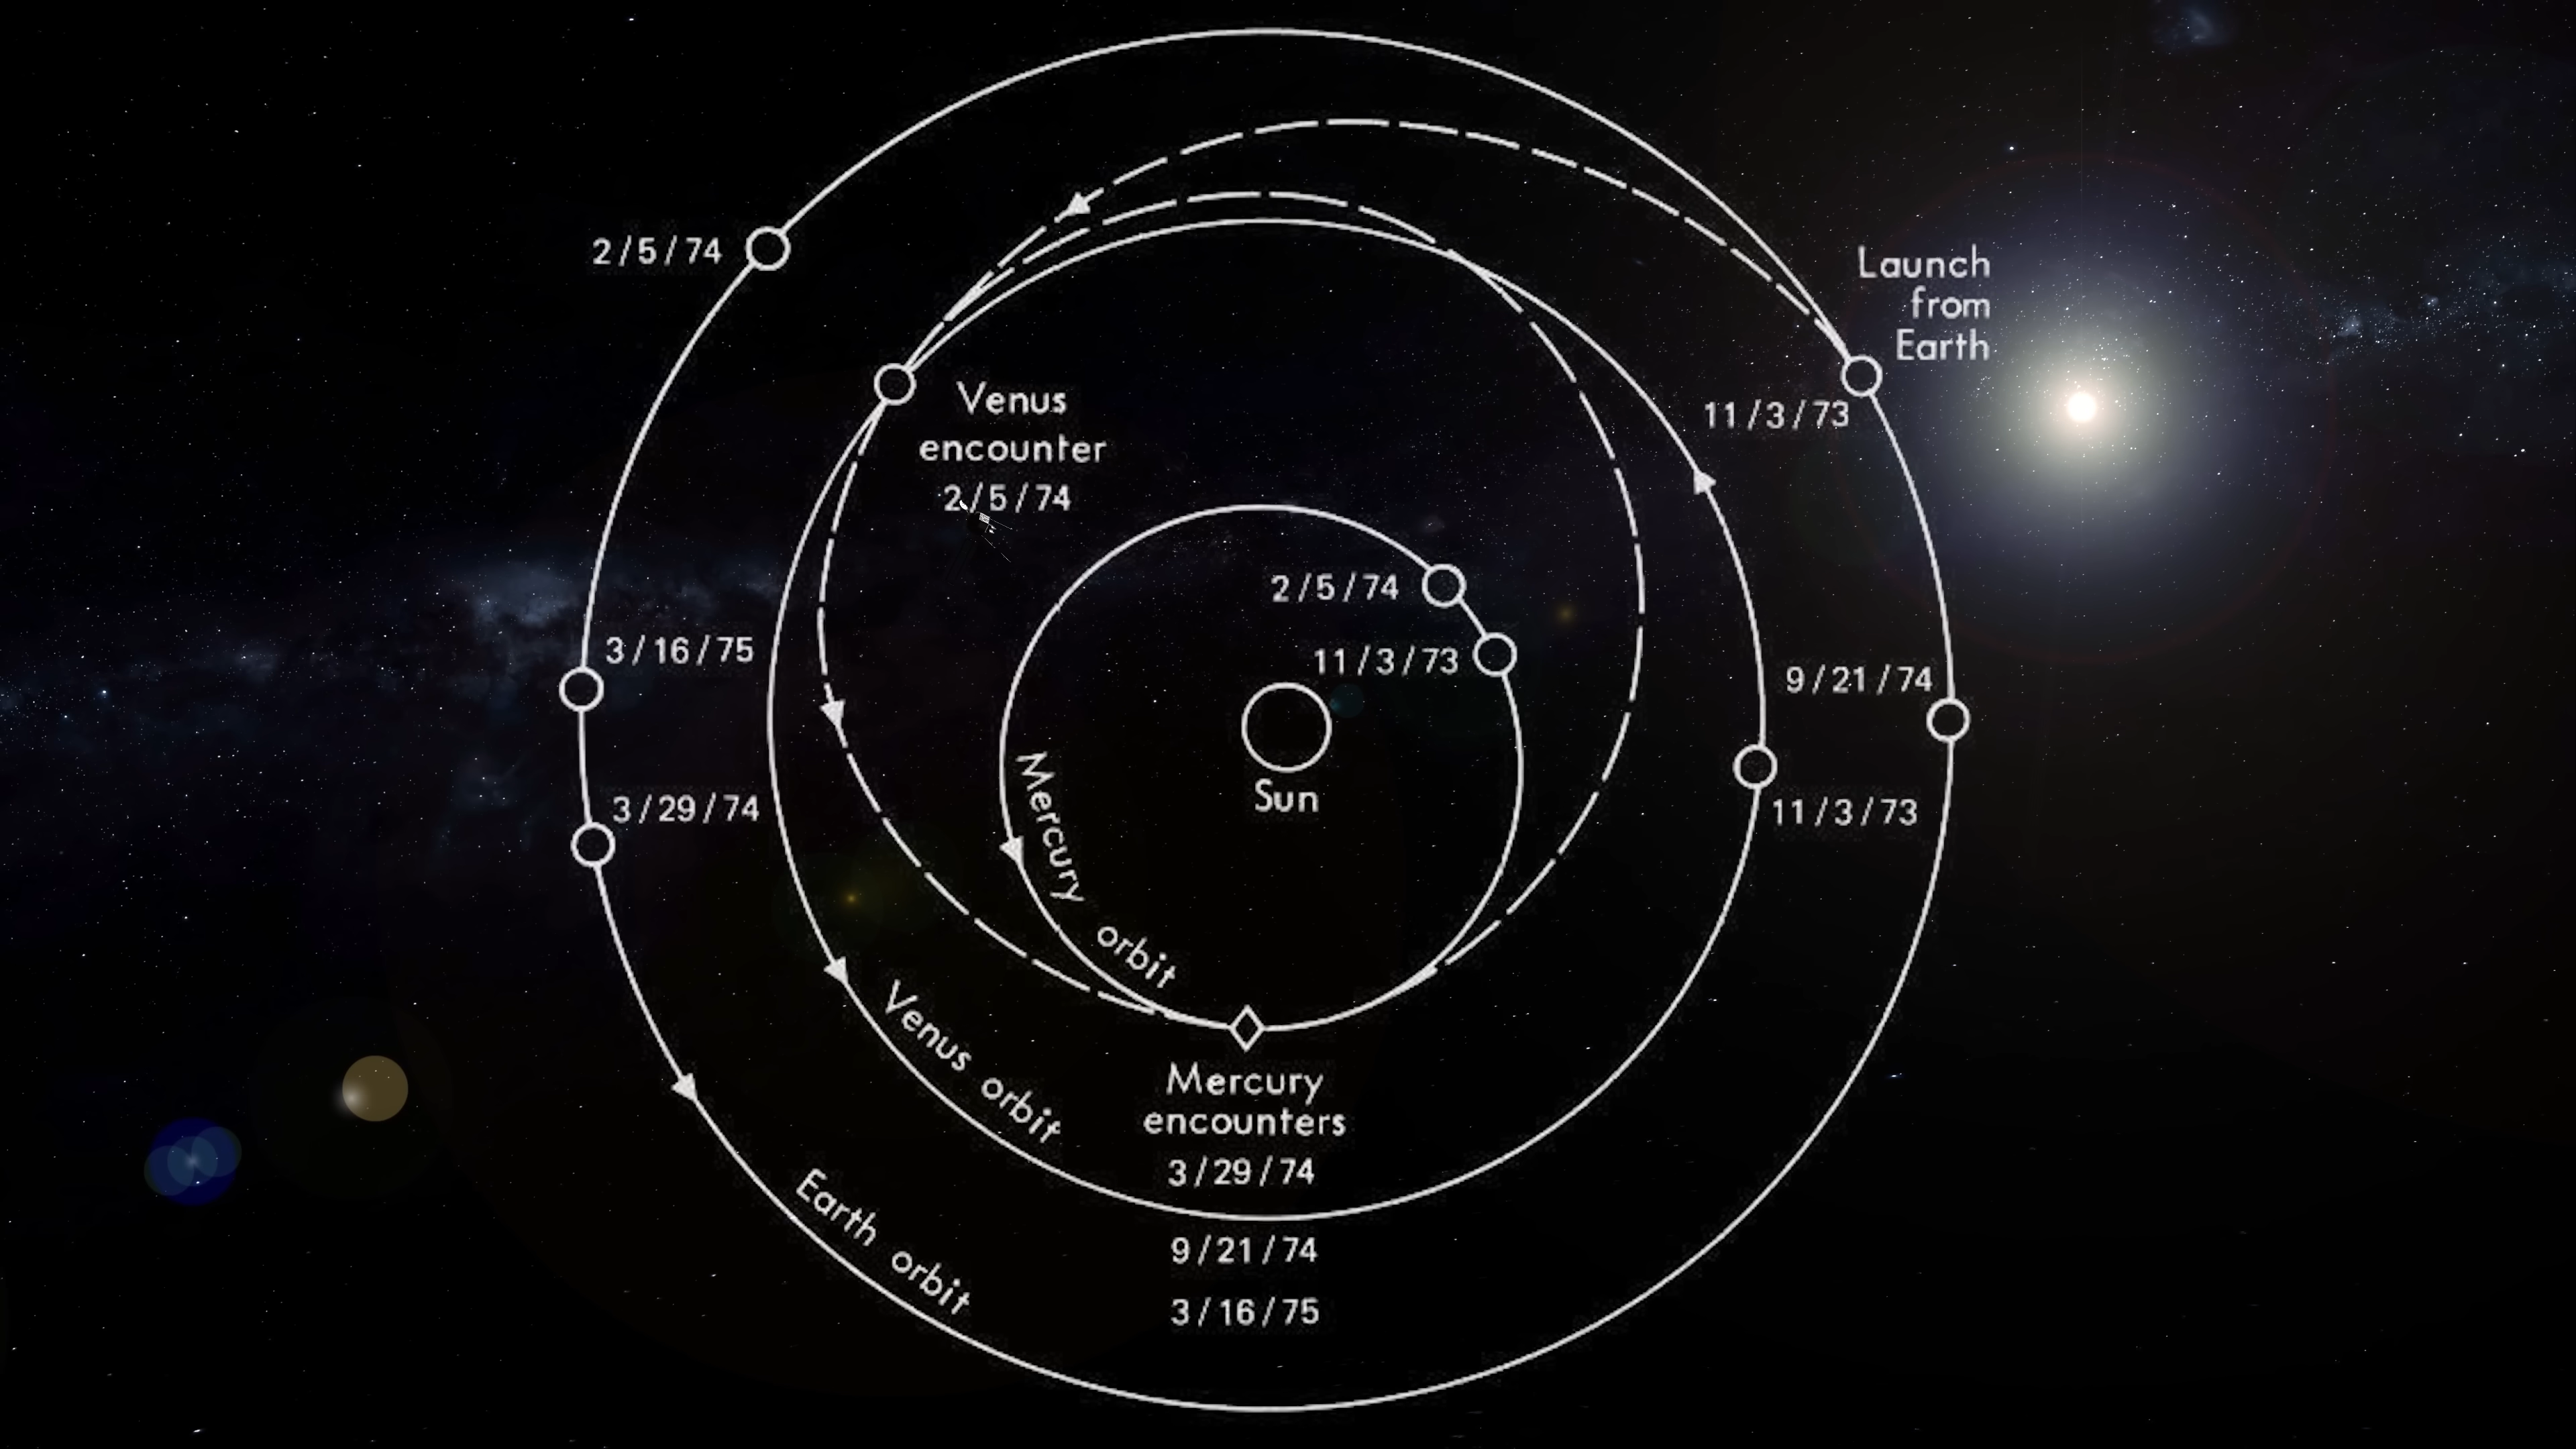 2/5/74
Launch
from
Earth
11/3/73
Venus
encounter
2/5/74
2/5/74
11/3/73
3/16/75
9/21/74
3/29/74
11/3/73
Sun
Mercury orbit
Venus orbit
Earth orbit
Mercury
encounters
3/29/74
9/21/74
3/16/75